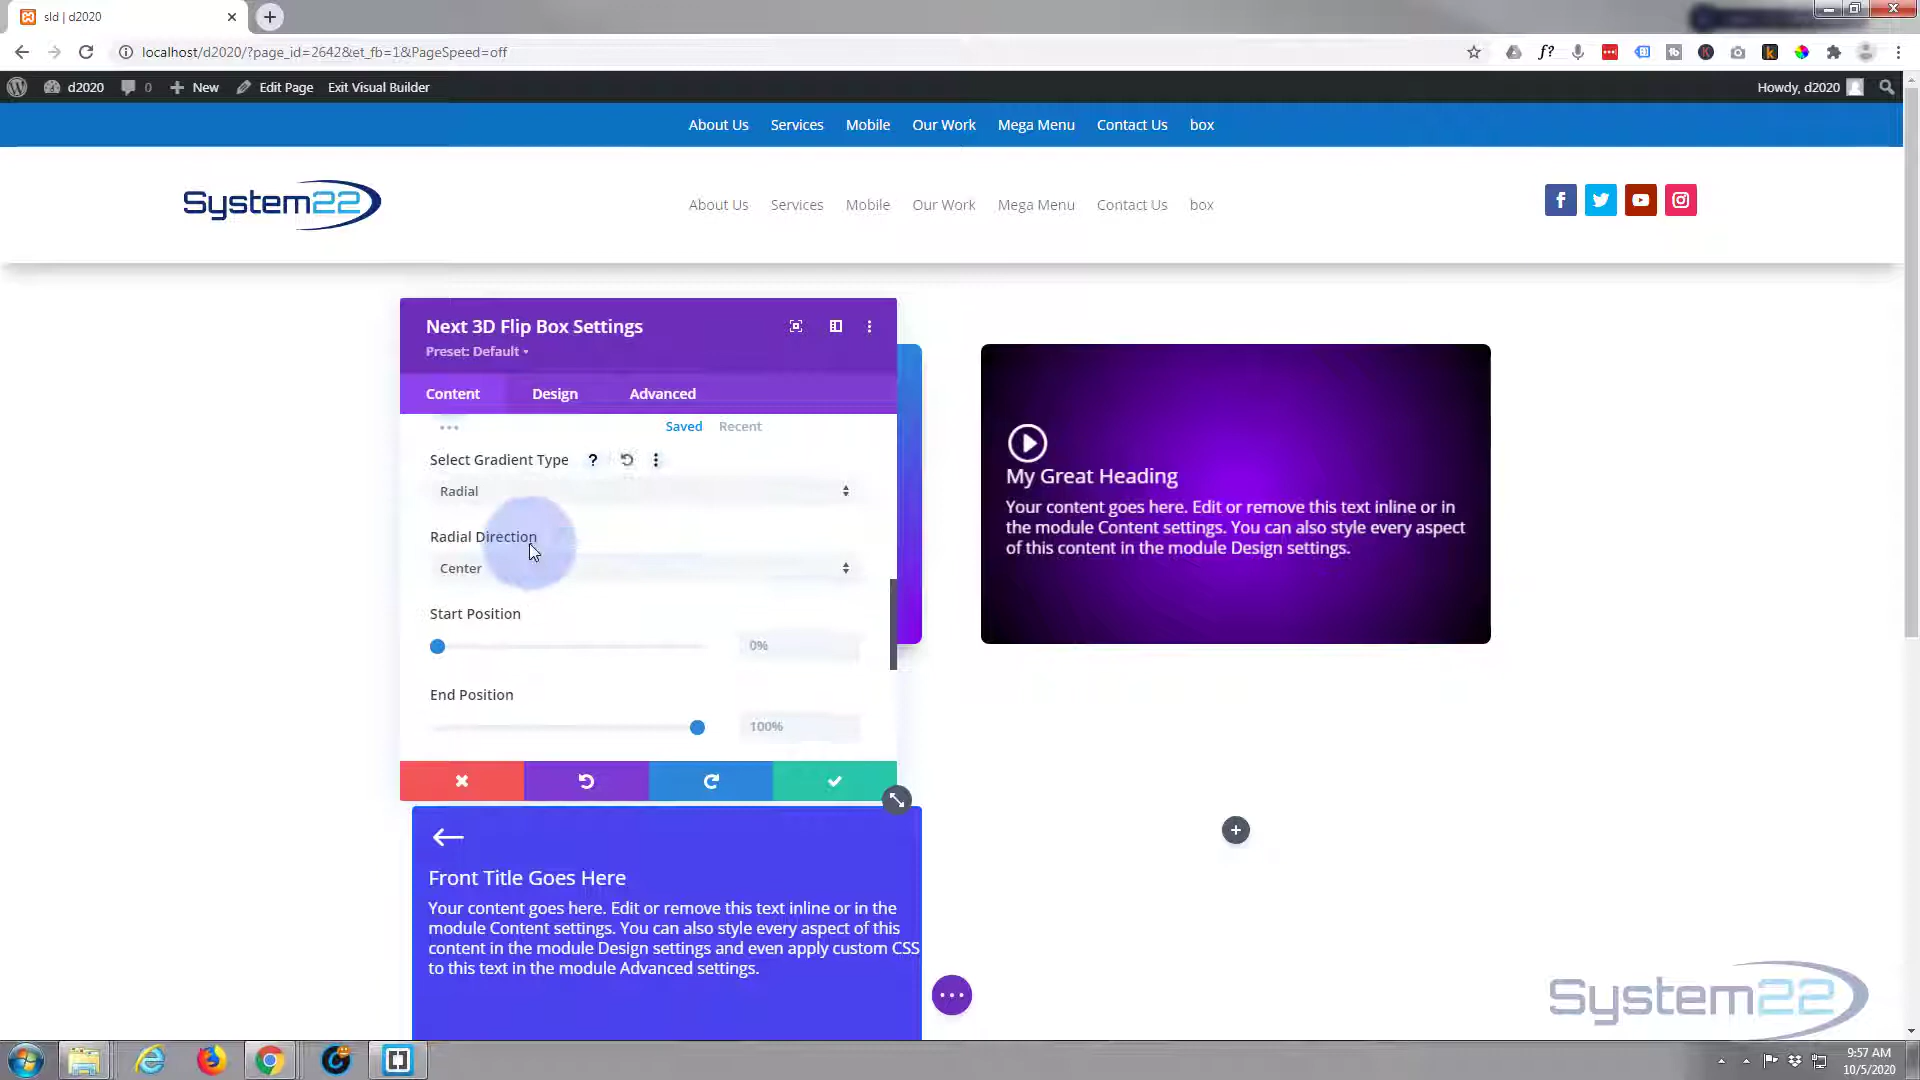 sld | d2020
localhost/d2020/?page_id=2642&et_fb=1&PageSpeed=off
d2020 0 New Edit Page Exit Visual Builder Howdy, d2020
About Us Services Mobile Our Work Mega Menu Contact Us box
System22 About Us Services Mobile Our Work Mega Menu Contact Us box
Next 3D Flip Box Settings
Preset: Default
Content Design Advanced
Saved Recent
Select Gradient Type ?
Radial
Radial Direction
Center
Start Position
0%
End Position
100%
My Great Heading
Your content goes here. Edit or remove this text inline or in
the module Content settings. You can also style every aspect
of this content in the module Design settings.
Front Title Goes Here
Your content goes here. Edit or remove this text inline or in the
module Content settings. You can also style every aspect of this
content in the module Design settings and even apply custom CSS
to this text in the module Advanced settings.
System22
9:57 AM
10/5/2020